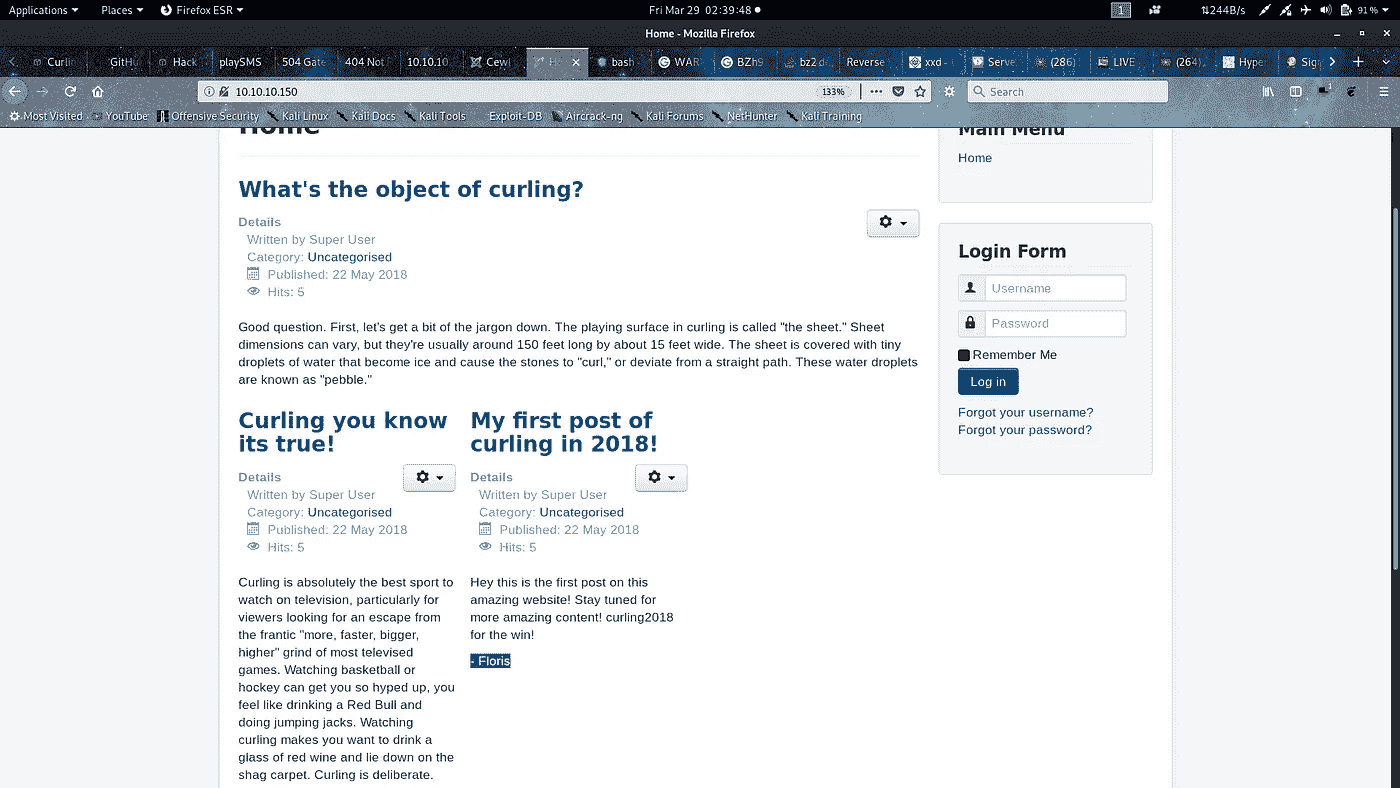 Applications Places Firefox ESR Fri Mar 29 02:39:48 1 244B/s 91 %
Home - Mozilla Firefox
Curlin GitHu Hack playSMS 504 Gate 404 Not 10.10.10 Cewl Ho bash WAR BZh9 bz2 d Reverse xxd - Serve (286) LIVE (264) Hype Sig
10.10.10.150 133% Search
Most Visited YouTube Offensive Security Kali Linux Kali Docs Kali Tools Exploit-DB Aircrack-ng Kali Forums NetHunter Kali Training
Home
What's the object of curling?
Details
Written by Super User
Category: Uncategorised
Published: 22 May 2018
Hits: 5
Good question. First, let's get a bit of the jargon down. The playing surface in curling is called "the sheet." Sheet
dimensions can vary, but they're usually around 150 feet long by about 15 feet wide. The sheet is covered with tiny
droplets of water that become ice and cause the stones to "curl," or deviate from a straight path. These water droplets
are known as "pebble."
Curling you know
its true!
Details
Written by Super User
Category: Uncategorised
Published: 22 May 2018
Hits: 5
Curling is absolutely the best sport to
watch on television, particularly for
viewers looking for an escape from
the frantic "more, faster, bigger,
higher" grind of most televised
games. Watching basketball or
hockey can get you so hyped up, you
feel like drinking a Red Bull and
doing jumping jacks. Watching
curling makes you want to drink a
glass of red wine and lie down on the
shag carpet. Curling is deliberate.
My first post of
curling in 2018!
Details
Written by Super User
Category: Uncategorised
Published: 22 May 2018
Hits: 5
Hey this is the first post on this
amazing website! Stay tuned for
more amazing content! curling2018
for the win!
- Floris
Main Menu
Home
Login Form
Username
Password
Remember Me
Log in
Forgot your username?
Forgot your password?